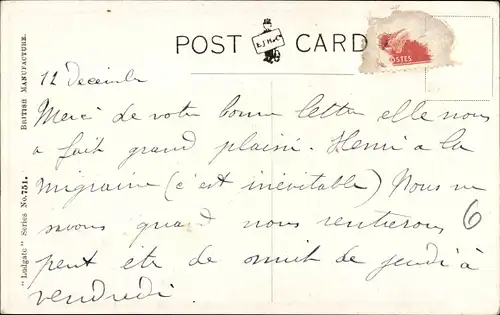 POST CARD
E.J.H.&Co
POSTES
BRITISH MANUFACTURE.
"Ludgate" Series No. 751.
12 Decembre
Merci de votre bonne lettre elle nous
a fait grand plaisir. Henri a la
migraine (c'est inévitable) Nous ne
savons quand nous rentrerons
6
peut être de nuit de jeudi à
vendredi.